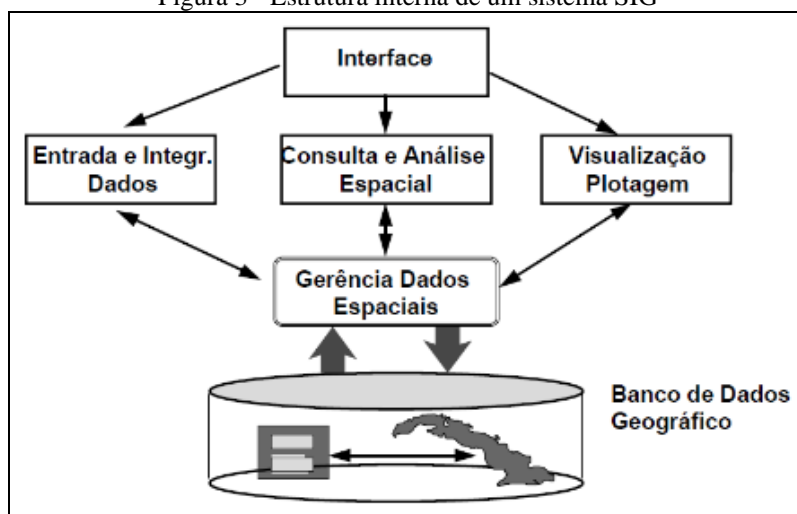 Figura 3 - Estrutura interna de um sistema SIG
Interface
Entrada e Integr.
Dados
Consulta e Análise
Espacial
Visualização
Plotagem
Gerência Dados
Espaciais
Banco de Dados
Geográfico